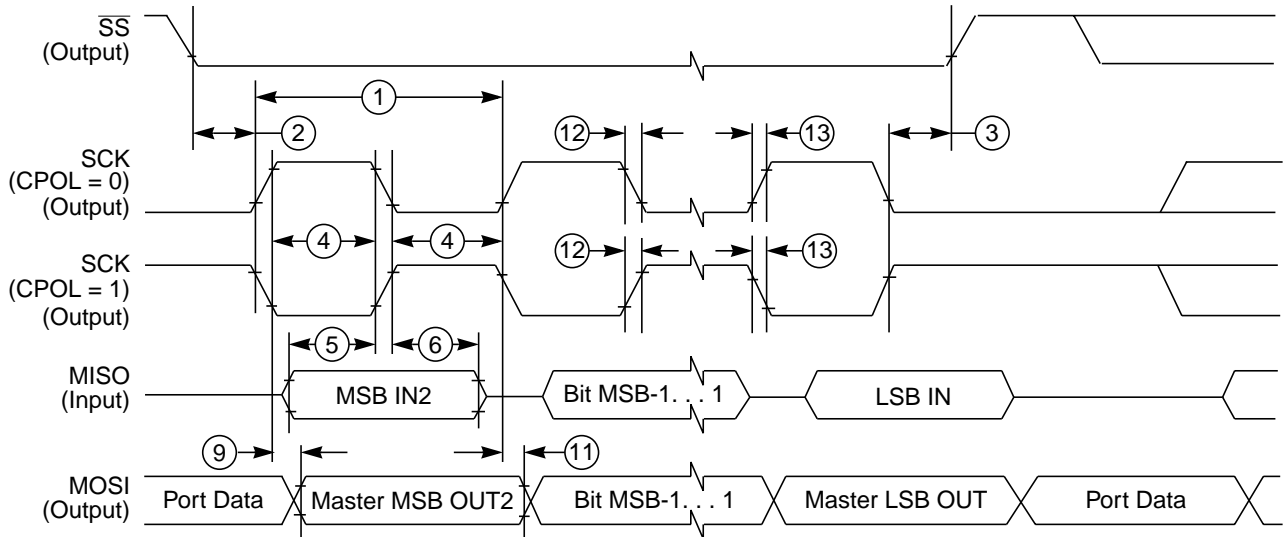 SS
(Output)
1
2
12
13
3
SCK
(CPOL = 0)
(Output)
4
4
12
13
SCK
(CPOL = 1)
(Output)
5
6
MISO
(Input)
MSB IN2
Bit MSB-1. . . 1
LSB IN
9
11
MOSI
(Output)
Port Data
Master MSB OUT2
Bit MSB-1. . . 1
Master LSB OUT
Port Data